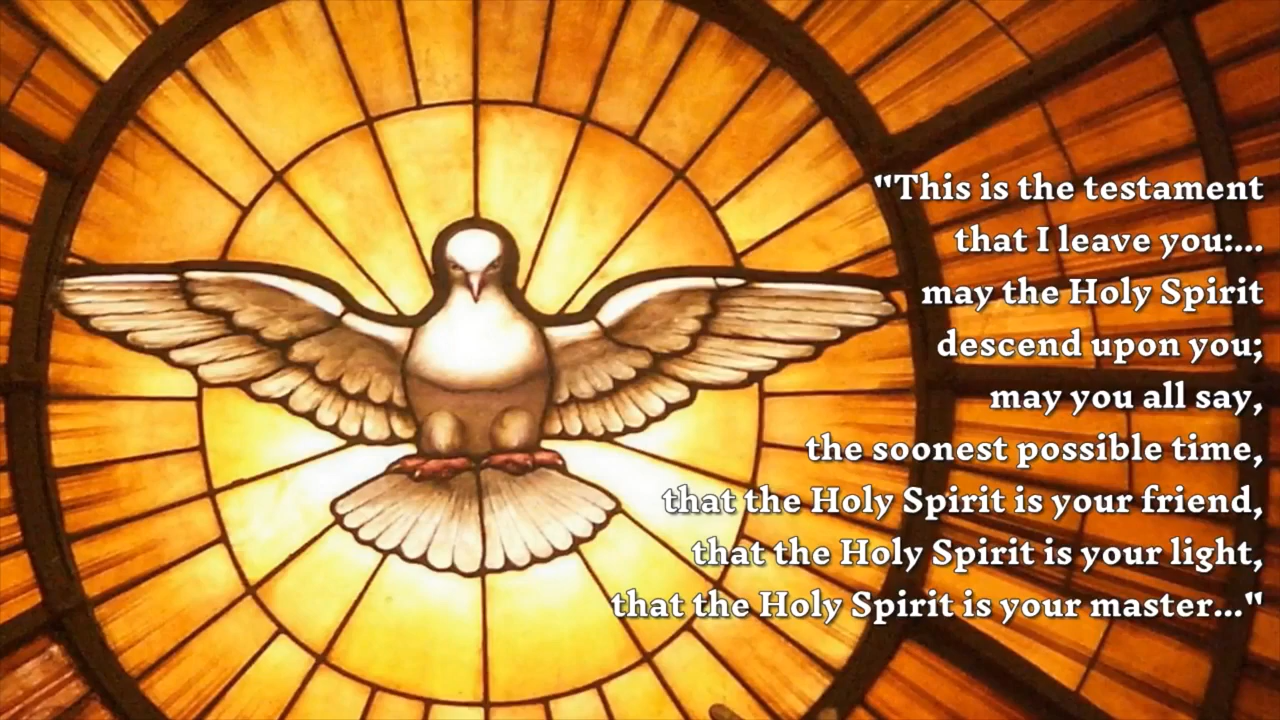 "This is the testament
that I leave you:...
may the Holy Spirit
descend upon you;
may you all say,
the soonest possible time,
that the Holy Spirit is your friend,
that the Holy Spirit is your light,
that the Holy Spirit is your master..."